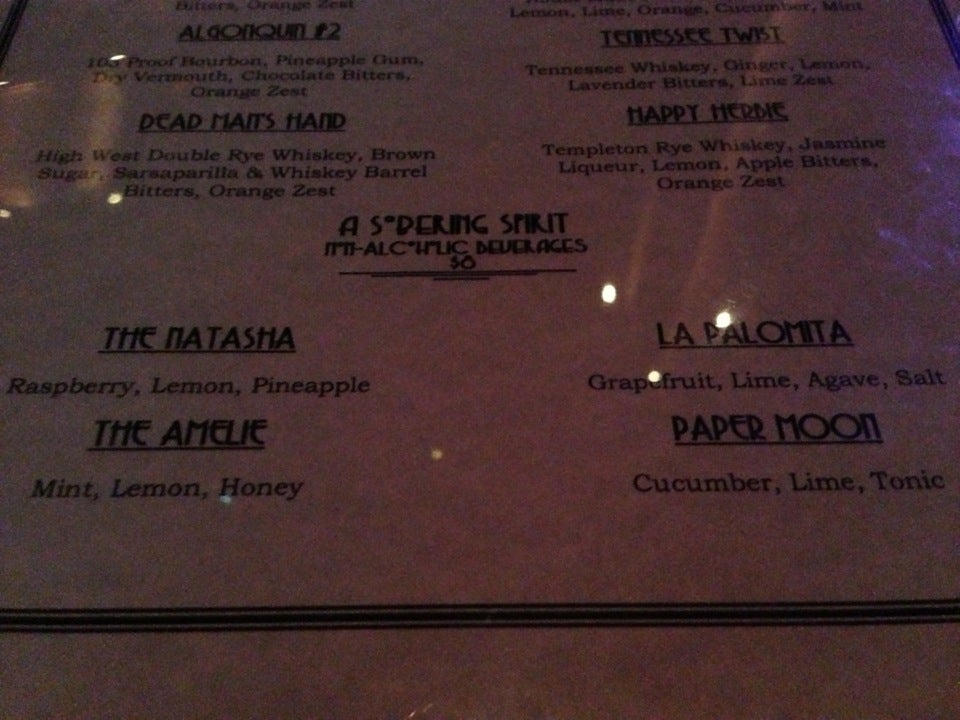 Bitters, Orange Zest
ALGONQUIN #2
100 Proof Bourbon, Pineapple Gum,
Dry Vermouth, Chocolate Bitters,
Orange Zest
DEAD MAN'S HAND
High West Double Rye Whiskey, Brown
Sugar, Sarsaparilla & Whiskey Barrel
Bitters, Orange Zest
Lemon, Lime, Orange, Cucumber, Mint
TENNESSEE TWIST
Tennessee Whiskey, Ginger, Lemon,
Lavender Bitters, Lime Zest
HAPPY HERBIE
Templeton Rye Whiskey, Jasmine
Liqueur, Lemon, Apple Bitters,
Orange Zest
A SOBERING SPIRIT
NON-ALCOHOLIC BEVERAGES
$6
THE NATASHA
Raspberry, Lemon, Pineapple
THE AMELIE
Mint, Lemon, Honey
LA PALOMITA
Grapefruit, Lime, Agave, Salt
PAPER MOON
Cucumber, Lime, Tonic